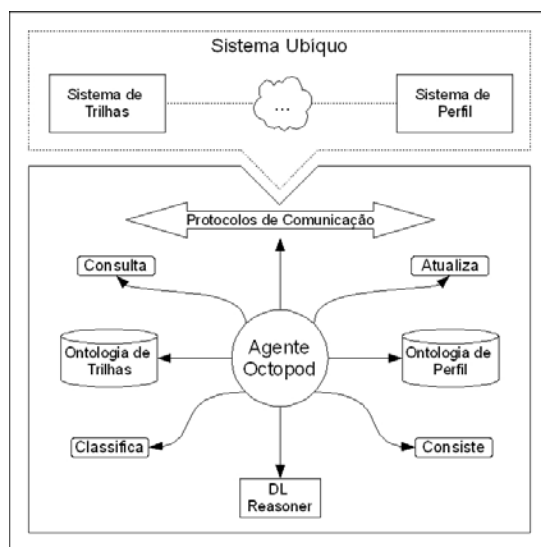 Sistema Ubíquo
Sistema de
Trilhas
...
Sistema de
Perfil
Protocolos de Comunicação
Consulta
Atualiza
Ontologia de
Trilhas
Agente
Octopod
Ontologia de
Perfil
Classifica
Consiste
DL
Reasoner